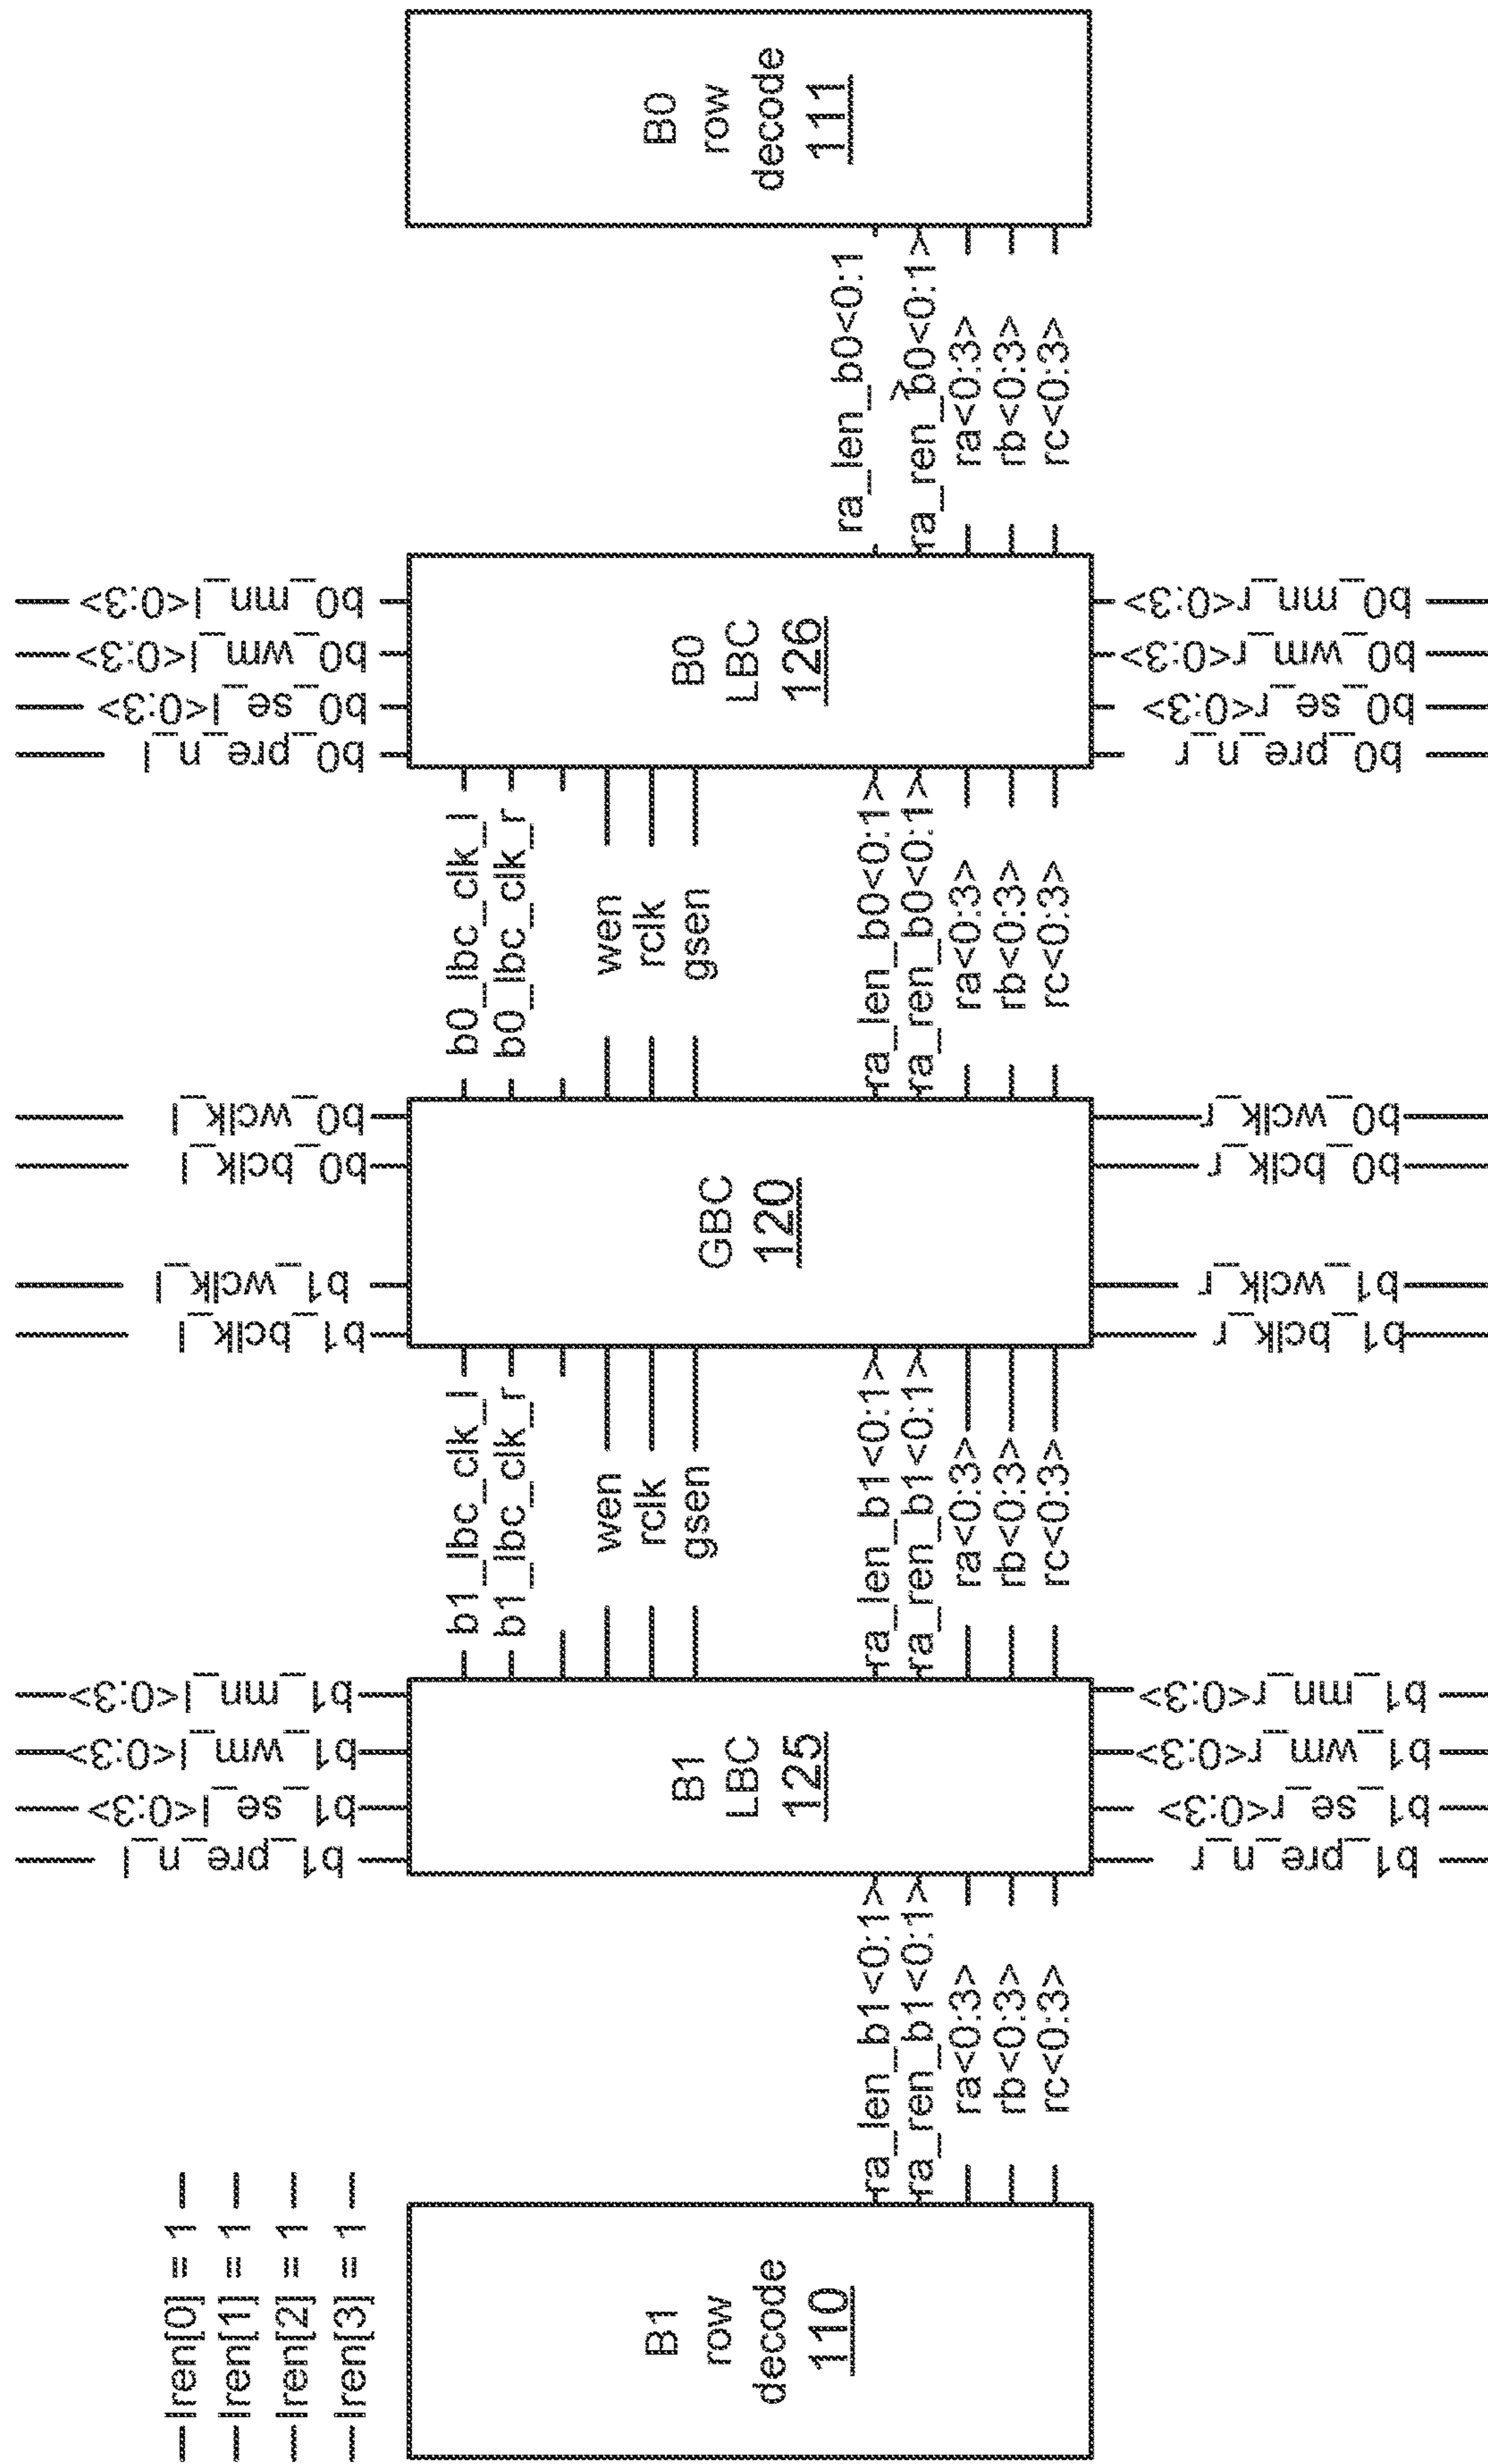 lren[0] = 1
lren[1] = 1
lren[2] = 1
lren[3] = 1
B1
row
decode
110
ra_len_b1<0:1>
ra_ren_b1<0:1>
ra<0:3>
rb<0:3>
rc<0:3>
b1_pre_n_l
b1_se_l<0:3>
b1_wm_l<0:3>
b1_mn_l<0:3>
B1
LBC
125
b1_pre_n_r
b1_se_r<0:3>
b1_wm_r<0:3>
b1_mn_r<0:3>
b1_lbc_clk_l
b1_lbc_clk_r
wen
rclk
gsen
ra_len_b1<0:1>
ra_ren_b1<0:1>
ra<0:3>
rb<0:3>
rc<0:3>
b1_bclk_l
b1_wclk_l
b0_bclk_l
b0_wclk_l
GBC
120
b1_bclk_r
b1_wclk_r
b0_bclk_r
b0_wclk_r
b0_lbc_clk_l
b0_lbc_clk_r
wen
rclk
gsen
ra_len_b0<0:1>
ra_ren_b0<0:1>
ra<0:3>
rb<0:3>
rc<0:3>
b0_pre_n_l
b0_se_l<0:3>
b0_wm_l<0:3>
b0_mn_l<0:3>
B0
LBC
126
b0_pre_n_r
b0_se_r<0:3>
b0_wm_r<0:3>
b0_mn_r<0:3>
ra_len_b0<0:1
>
ra_ren_b0<0:1>
ra<0:3>
rb<0:3>
rc<0:3>
B0
row
decode
111